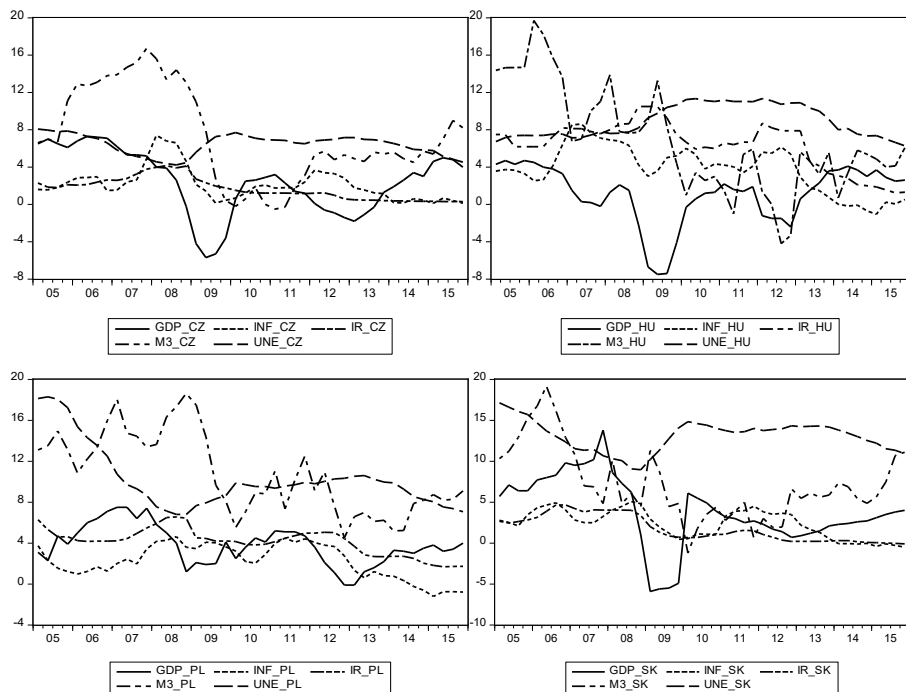 20
16
12
8
4
0
-4
-8
05 06 07 08 09 10 11 12 13 14 15
GDP_CZ INF_CZ IR_CZ
M3_CZ UNE_CZ
20
16
12
8
4
0
-4
-8
05 06 07 08 09 10 11 12 13 14 15
GDP_HU INF_HU IR_HU
M3_HU UNE_HU
20
16
12
8
4
0
-4
05 06 07 08 09 10 11 12 13 14 15
GDP_PL INF_PL IR_PL
M3_PL UNE_PL
20
15
10
5
0
-5
-10
05 06 07 08 09 10 11 12 13 14 15
GDP_SK INF_SK IR_SK
M3_SK UNE_SK